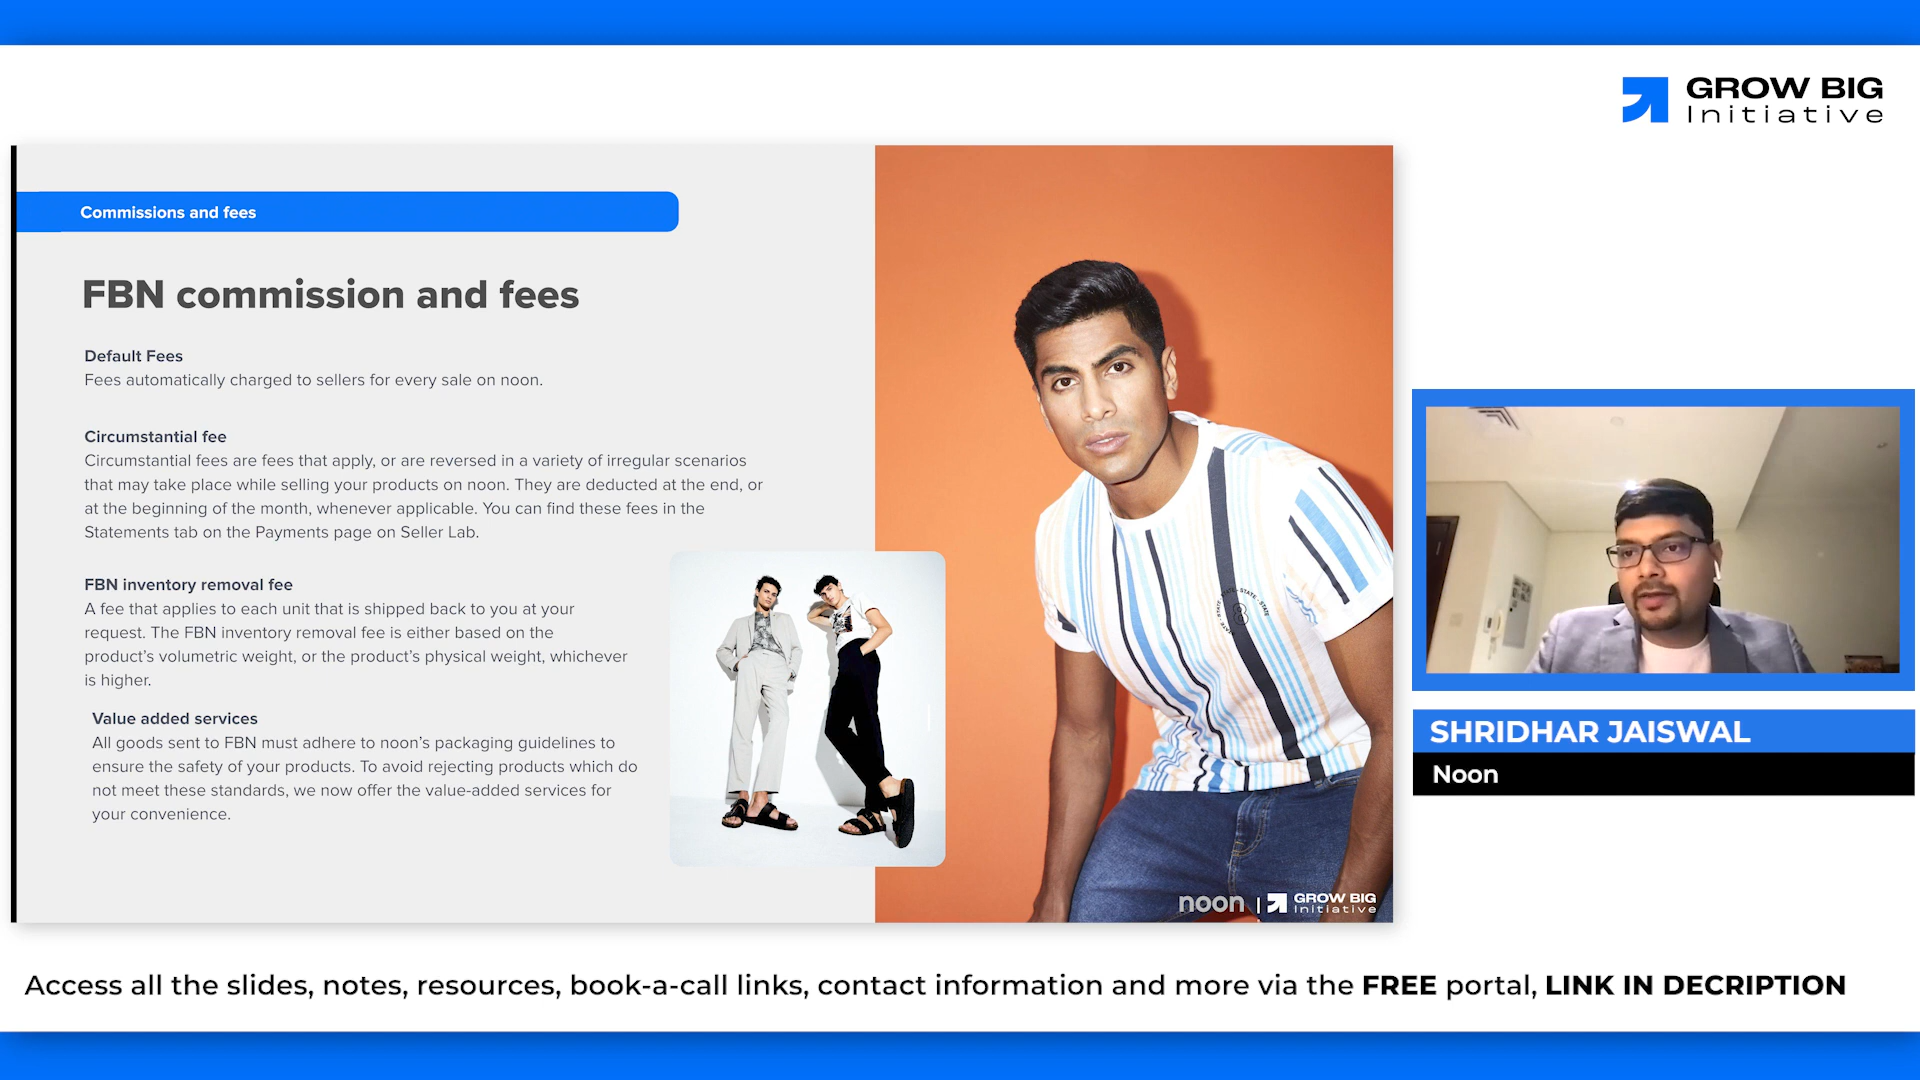 GROW BIG
Initiative
Commissions and fees
FBN commission and fees
Default Fees
Fees automatically charged to sellers for every sale on noon.
Circumstantial fee
Circumstantial fees are fees that apply, or are reversed in a variety of irregular scenarios
that may take place while selling your products on noon. They are deducted at the end, or
at the beginning of the month, whenever applicable. You can find these fees in the
Statements tab on the Payments page on Seller Lab.
FBN inventory removal fee
A fee that applies to each unit that is shipped back to you at your
request. The FBN inventory removal fee is either based on the
product’s volumetric weight, or the product’s physical weight, whichever
is higher.
Value added services
All goods sent to FBN must adhere to noon’s packaging guidelines to
ensure the safety of your products. To avoid rejecting products which do
not meet these standards, we now offer the value-added services for
your convenience.
noon | GROW BIG
Initiative
SHRIDHAR JAISWAL
Noon
Access all the slides, notes, resources, book-a-call links, contact information and more via the FREE portal, LINK IN DECRIPTION